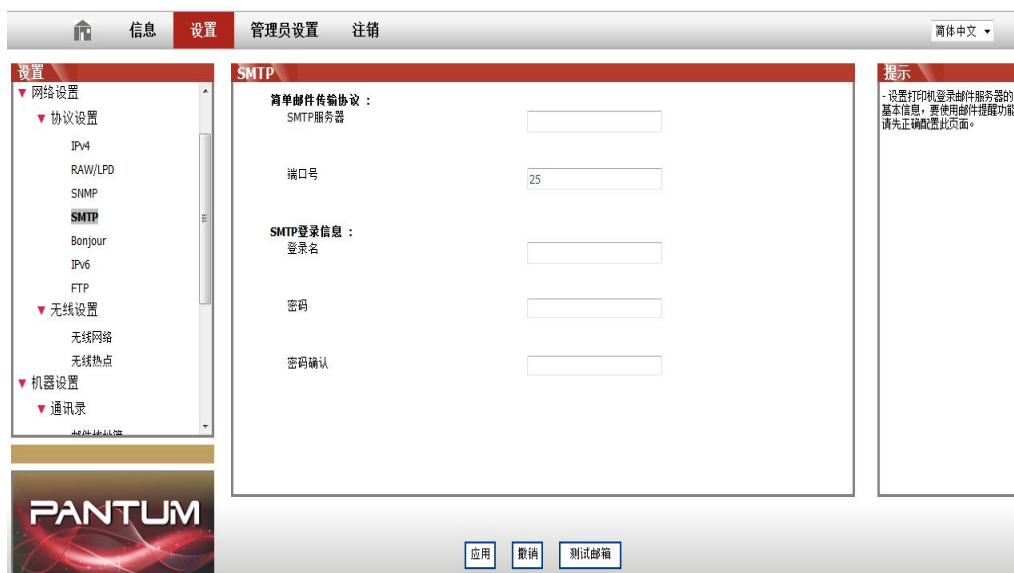 信息 设置 管理员设置 注销 简体中文
设置
网络设置
协议设置
IPv4
RAW/LPD
SNMP
SMTP
Bonjour
IPv6
FTP
无线设置
无线网络
无线热点
机器设置
通讯录
邮件地址簿
PANTUM
SMTP
简单邮件传输协议 :
SMTP服务器
端口号 25
SMTP登录信息 :
登录名
密码
密码确认
提示
- 设置打印机登录邮件服务器的
基本信息，要使用邮件提醒功能
请先正确配置此页面。
应用 撤销 测试邮箱